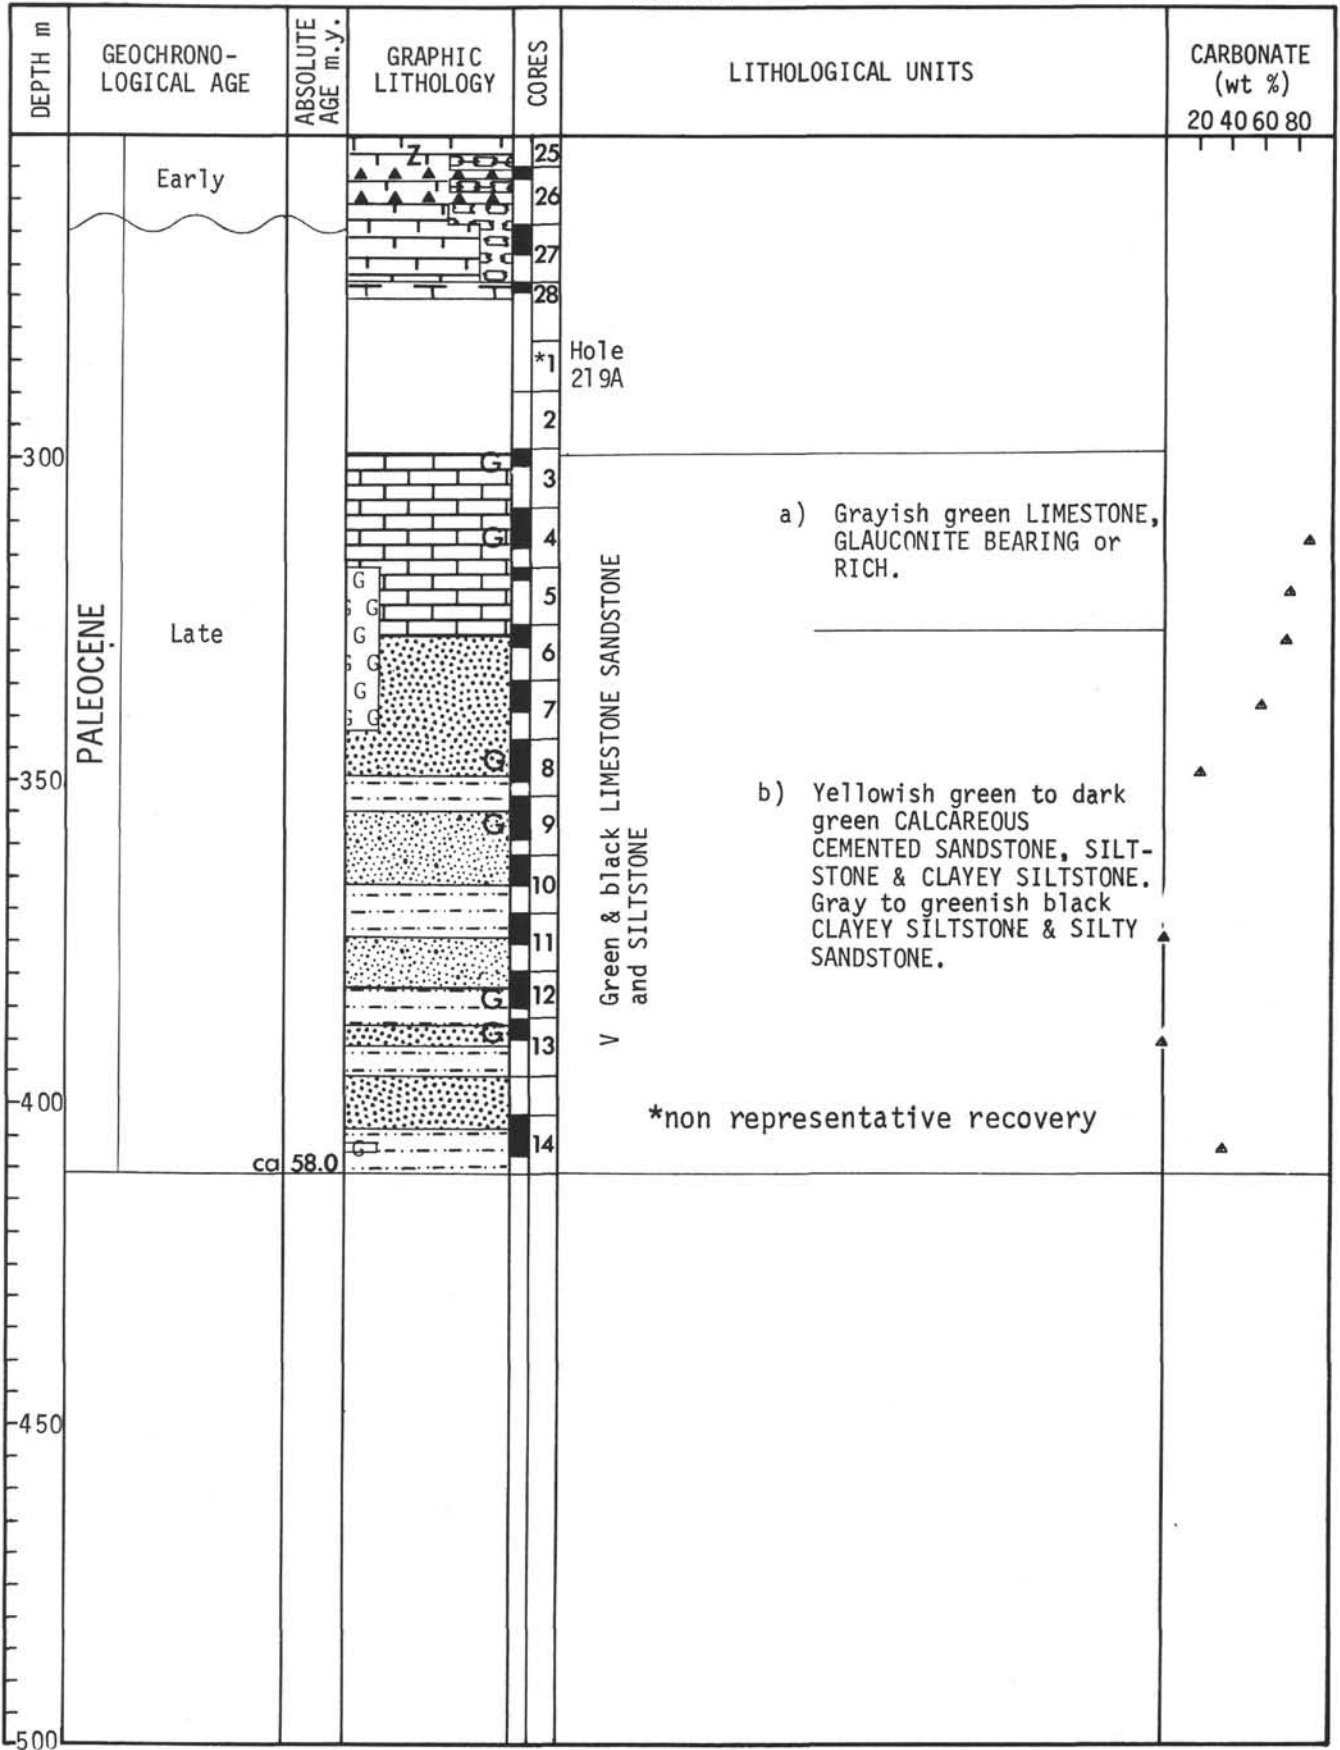 DEPTH m
GEOCHRONO-
LOGICAL AGE
ABSOLUTE
AGE m.y.
GRAPHIC
LITHOLOGY
CORES
LITHOLOGICAL UNITS
CARBONATE
(wt %)
20 40 60 80
Early
Z
25
26
27
28
*1
Hole
219A
2
300
G
3
a) Grayish green LIMESTONE,
GLAUCONITE BEARING or
RICH.
G
4
G
5
G G
PALEOCENE
Late
G
6
G G
G
7
G G
V Green & black LIMESTONE SANDSTONE
and SILTSTONE
350
G
8
b) Yellowish green to dark
green CALCAREOUS
CEMENTED SANDSTONE, SILT-
STONE & CLAYEY SILTSTONE.
Gray to greenish black
CLAYEY SILTSTONE & SILTY
SANDSTONE.
G
9
10
11
G
12
G
13
400
*non representative recovery
G
14
ca 58.0
450
500